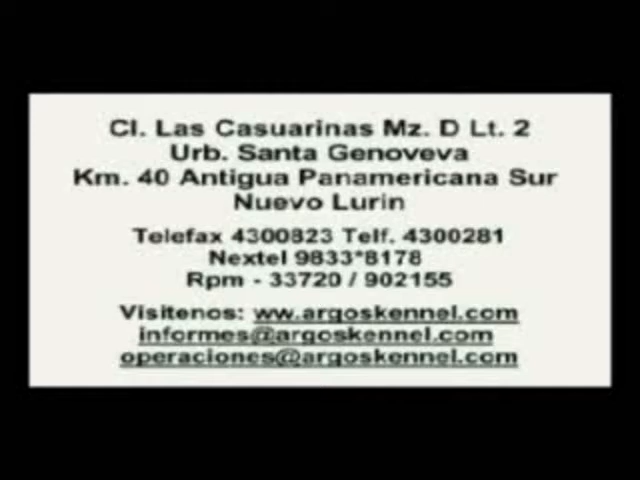 Cl. Las Casuarinas Mz. D Lt. 2
Urb. Santa Genoveva
Km. 40 Antigua Panamericana Sur
Nuevo Lurin
Telefax 4300823 Telf. 4300281
Nextel 9833*8178
Rpm - 33720 / 902155
Visitenos: ww.argoskennel.com
informes@argoskennel.com
operaciones@argoskennel.com